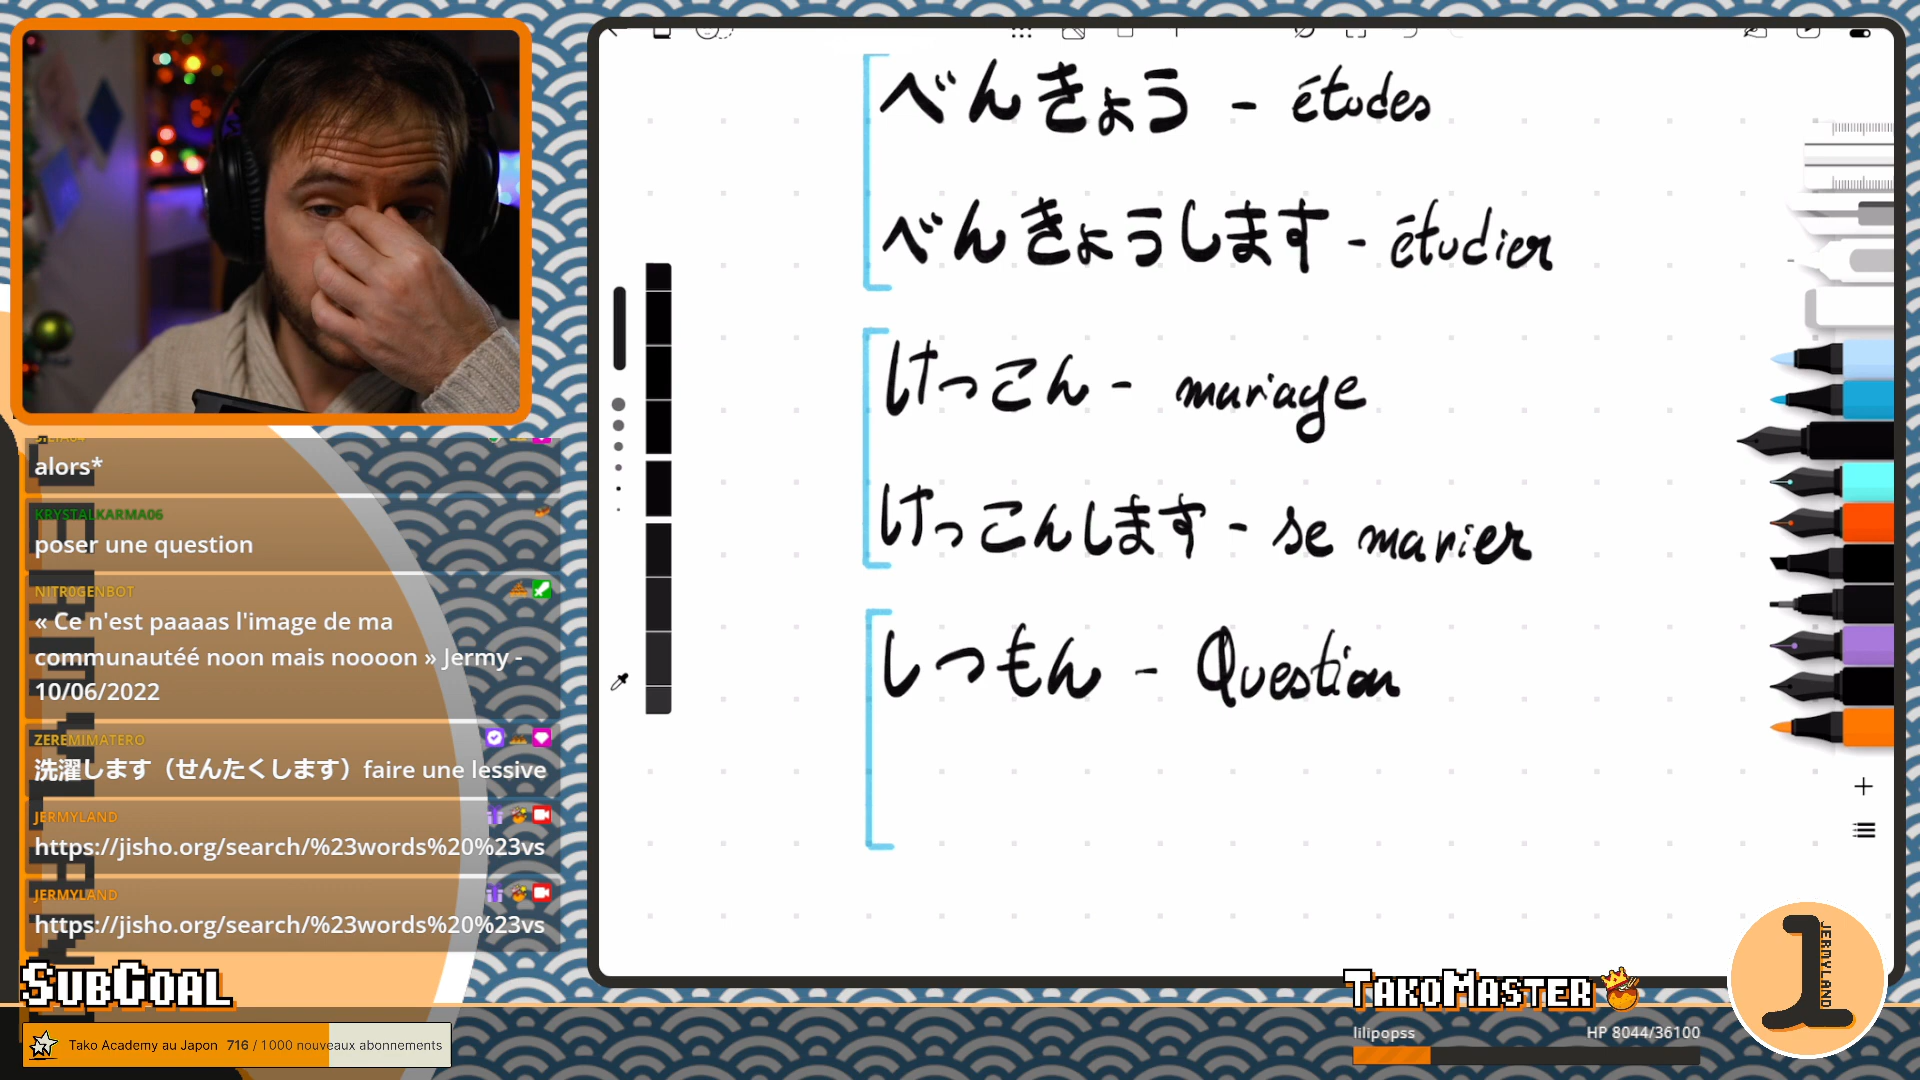 べんきょう - études
べんきょうします - étudier
けっこん - mariage
けっこんします - se marier
しつもん - Question
alors*
KRYSTALKARMA06
poser une question
NITR0GENBOT
« Ce n'est paaaas l'image de ma
communautéé noon mais noooon » Jermy -
10/06/2022
ZEREMIMATERO
洗濯します（せんたくします）faire une lessive
JERMYLAND
https://jisho.org/search/%23words%20%23vs
JERMYLAND
https://jisho.org/search/%23words%20%23vs
SUBGOAL
Tako Academy au Japon 716 / 1000 nouveaux abonnements
TAKOMASTER
lilipopss HP 8044/36100
JERMYLAND